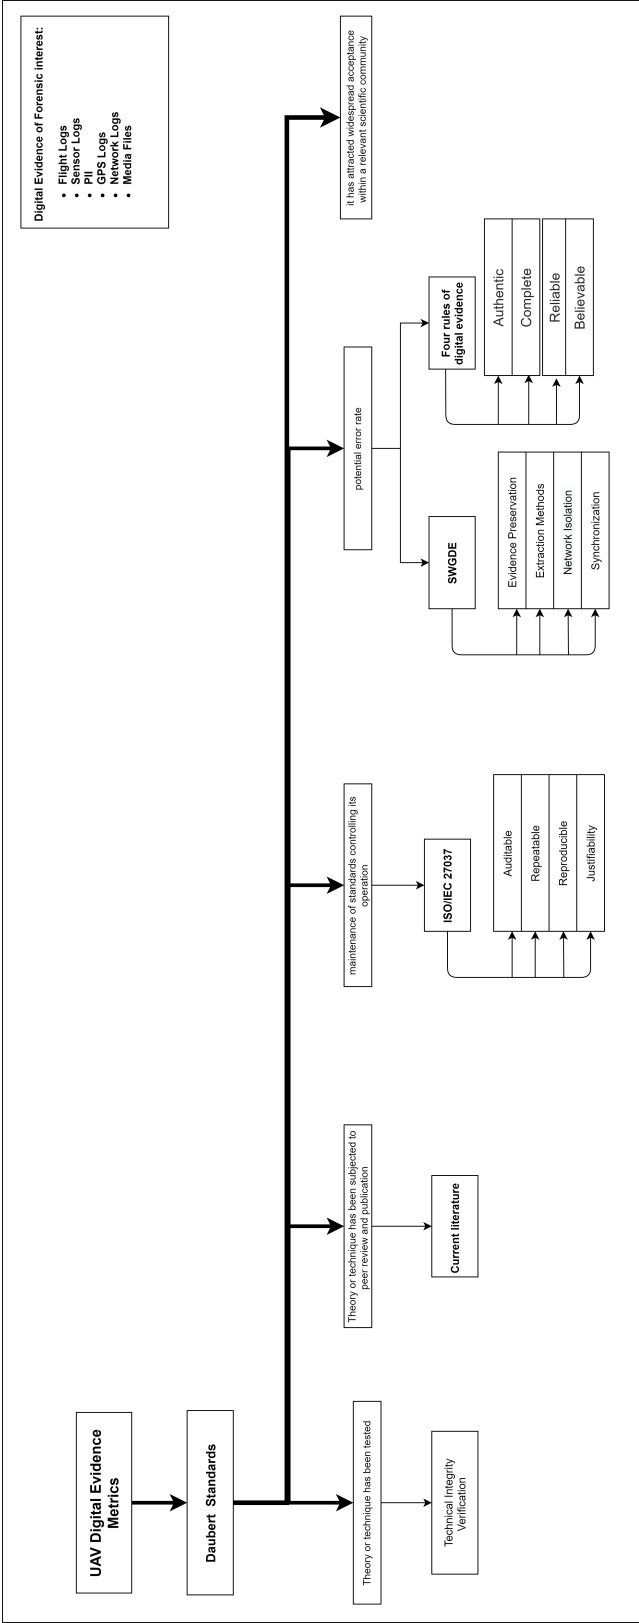 UAV Digital Evidence
Metrics
Daubert Standards
Digital Evidence of Forensic interest:
• Flight Logs
• Sensor Logs
• PII
• GPS Logs
• Network Logs
• Media Files
Theory or technique has been tested
Technical Integrity
Verification
Theory or technique has been subjected to
peer review and publication
Current literature
maintenance of standards controlling its
operation
ISO/IEC 27037
Auditable
Repeatable
Reproducible
Justifiability
potential error rate
SWGDE
Evidence Preservation
Extraction Methods
Network Isolation
Synchronization
Four rules of
digital evidence
Authentic
Complete
Reliable
Believable
it has attracted widespread acceptance
within a relevant scientific community